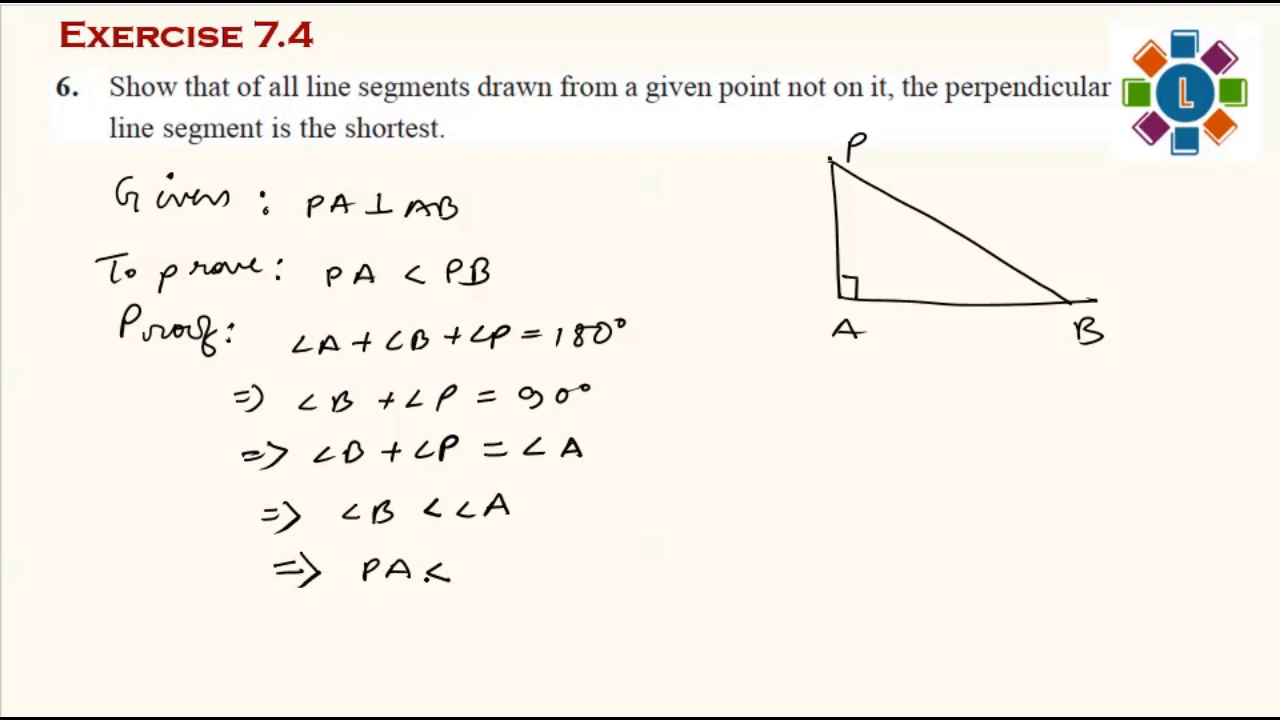 EXERCISE 7.4
L
6. Show that of all line segments drawn from a given point not on it, the perpendicular
line segment is the shortest.
P
Given : PA ⊥ AB
To prove : PA < PB
A B
Proof : ∠A + ∠B + ∠P = 180°
=> ∠B + ∠P = 90°
=> ∠B + ∠P = ∠A
=> ∠B < ∠A
=> PA <